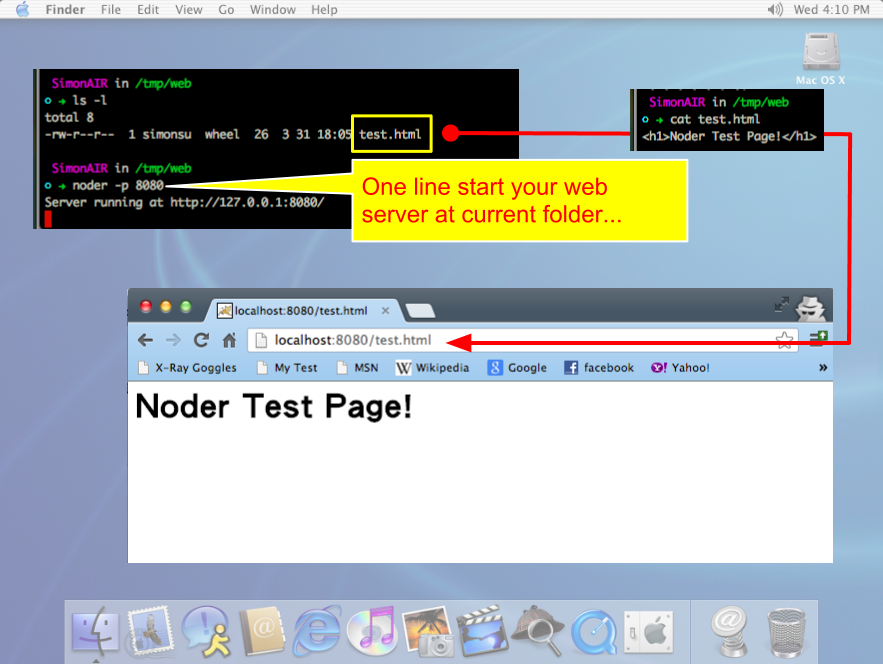 Finder File Edit View Go Window Help
Wed 4:10 PM
Mac OS X
SimonAIR in /tmp/web
ls -l
total 8
-rw-r--r-- 1 simonsu wheel 26 3 31 18:05 test.html
SimonAIR in /tmp/web
noder -p 8080
Server running at http://127.0.0.1:8080/
SimonAIR in /tmp/web
cat test.html
<h1>Noder Test Page!</h1>
One line start your web
server at current folder...
localhost:8080/test.html
localhost:8080/test.html
X-Ray Goggles My Test MSN Wikipedia Google facebook Yahoo!
Noder Test Page!